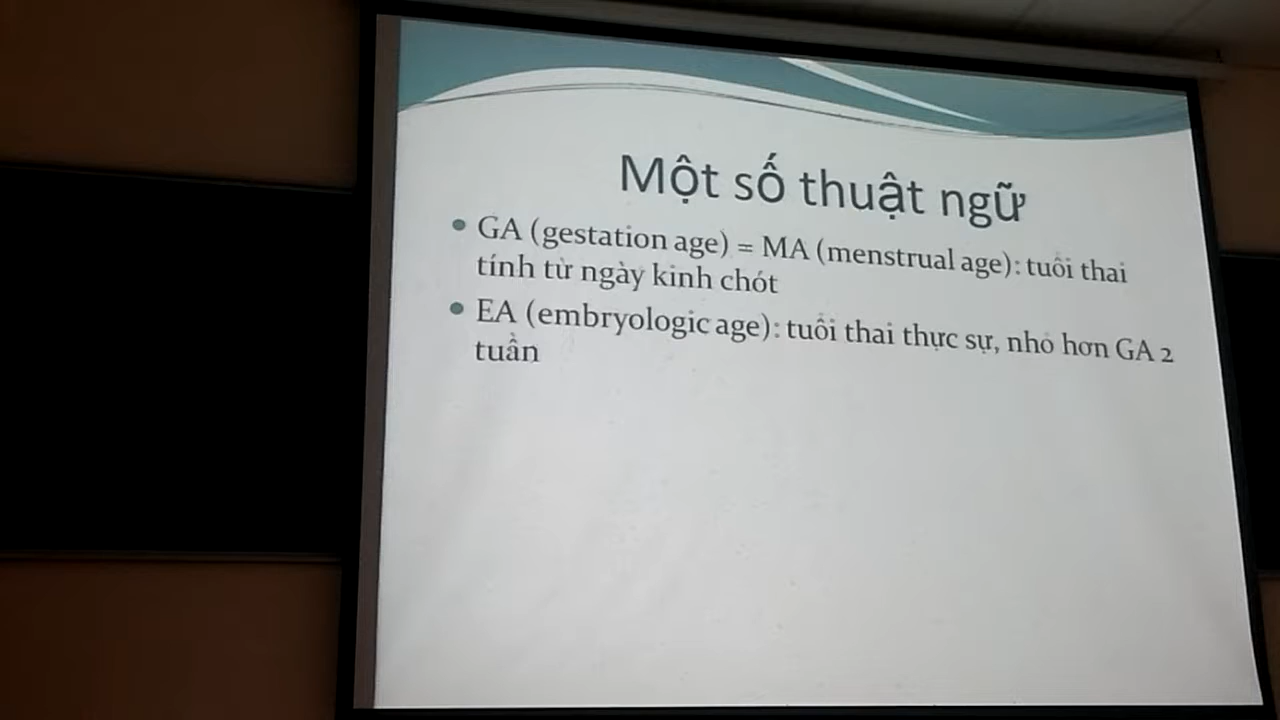 Một số thuật ngữ
GA (gestation age) = MA (menstrual age): tuổi thai
tính từ ngày kinh chót
EA (embryologic age): tuổi thai thực sự, nhỏ hơn GA 2
tuần